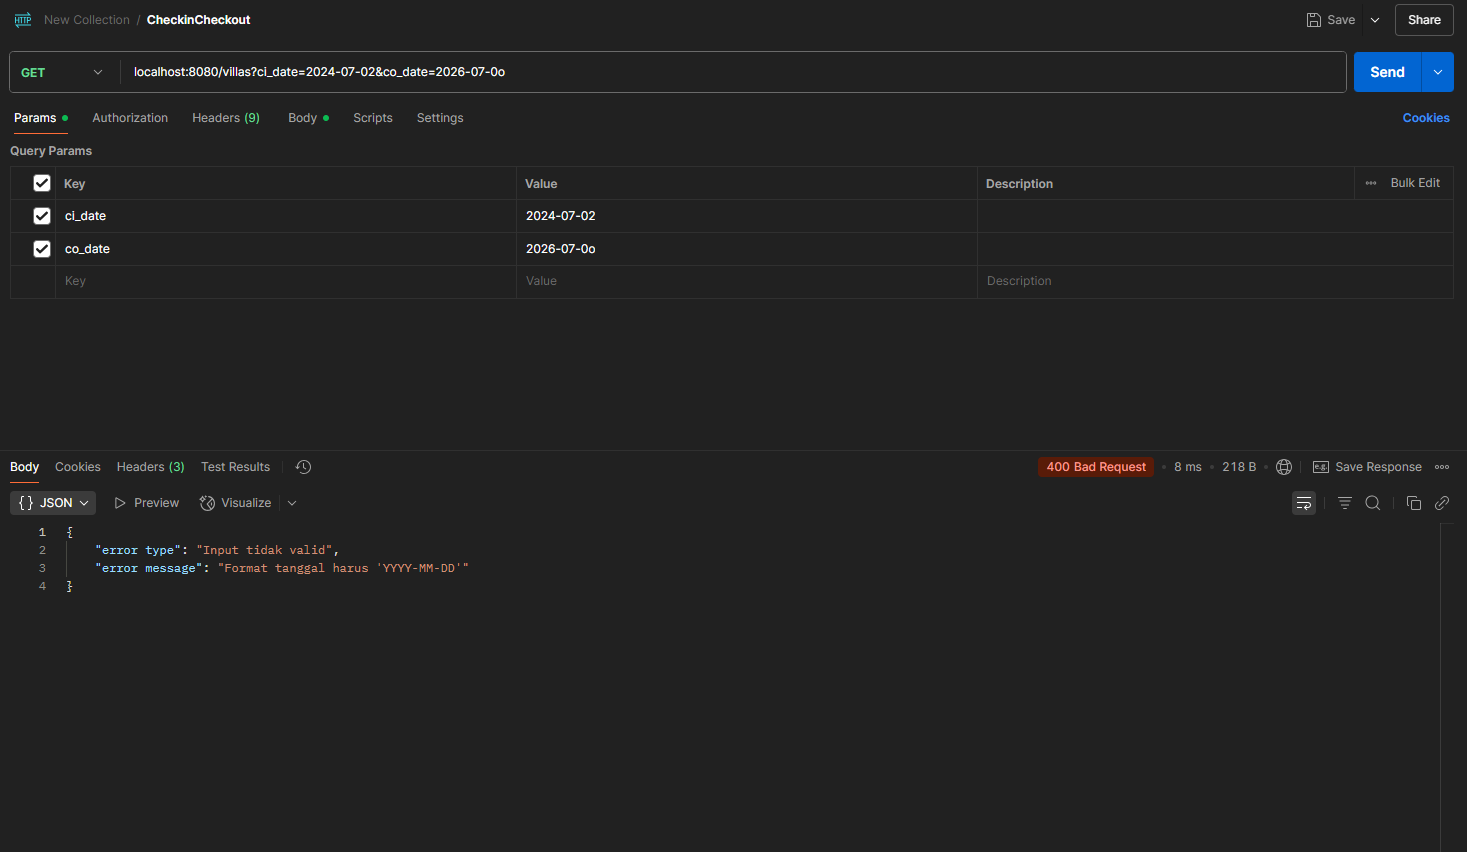 HTTP New Collection / CheckinCheckout Save Share
GET localhost:8080/villas?ci_date=2024-07-02&co_date=2026-07-0o Send
Params Authorization Headers (9) Body Scripts Settings Cookies
Query Params
Key Value Description Bulk Edit
ci_date 2024-07-02
co_date 2026-07-0o
Key Value Description
Body Cookies Headers (3) Test Results 400 Bad Request 8 ms 218 B e.g. Save Response
{} JSON Preview Visualize
1 {
2 "error type": "Input tidak valid",
3 "error message": "Format tanggal harus 'YYYY-MM-DD'"
4 }